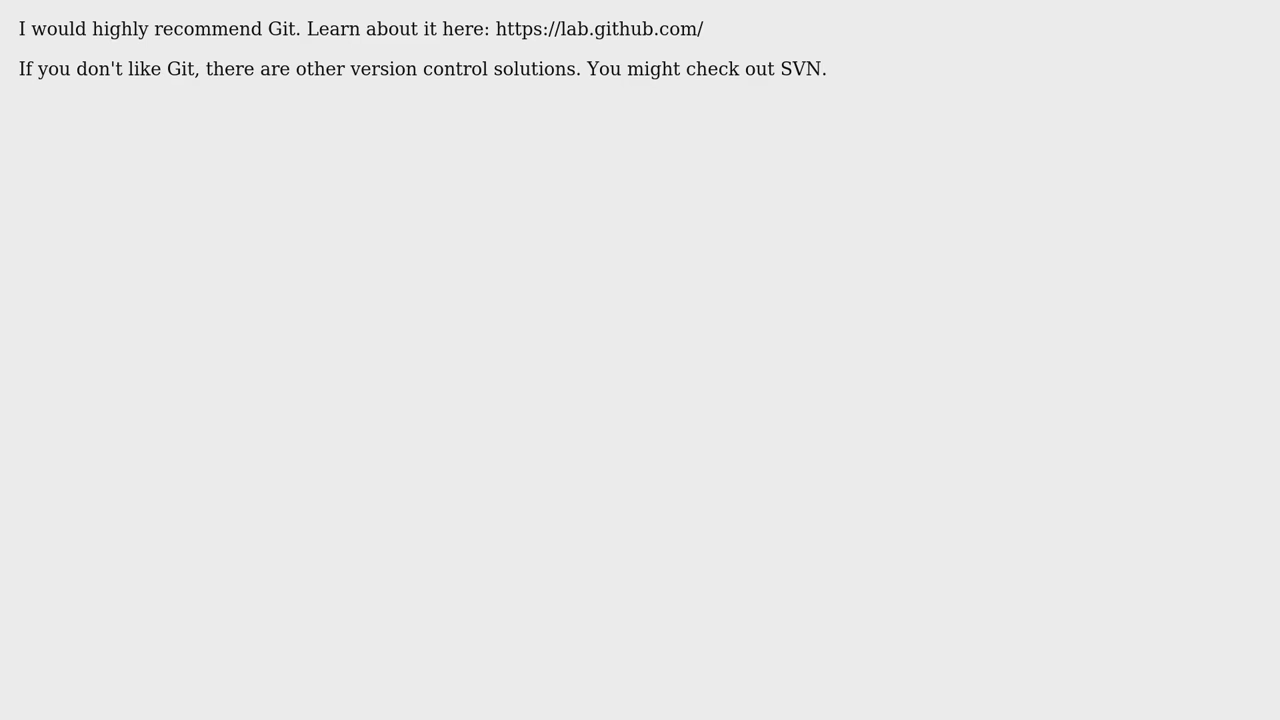 I would highly recommend Git. Learn about it here: https://lab.github.com/
If you don't like Git, there are other version control solutions. You might check out SVN.